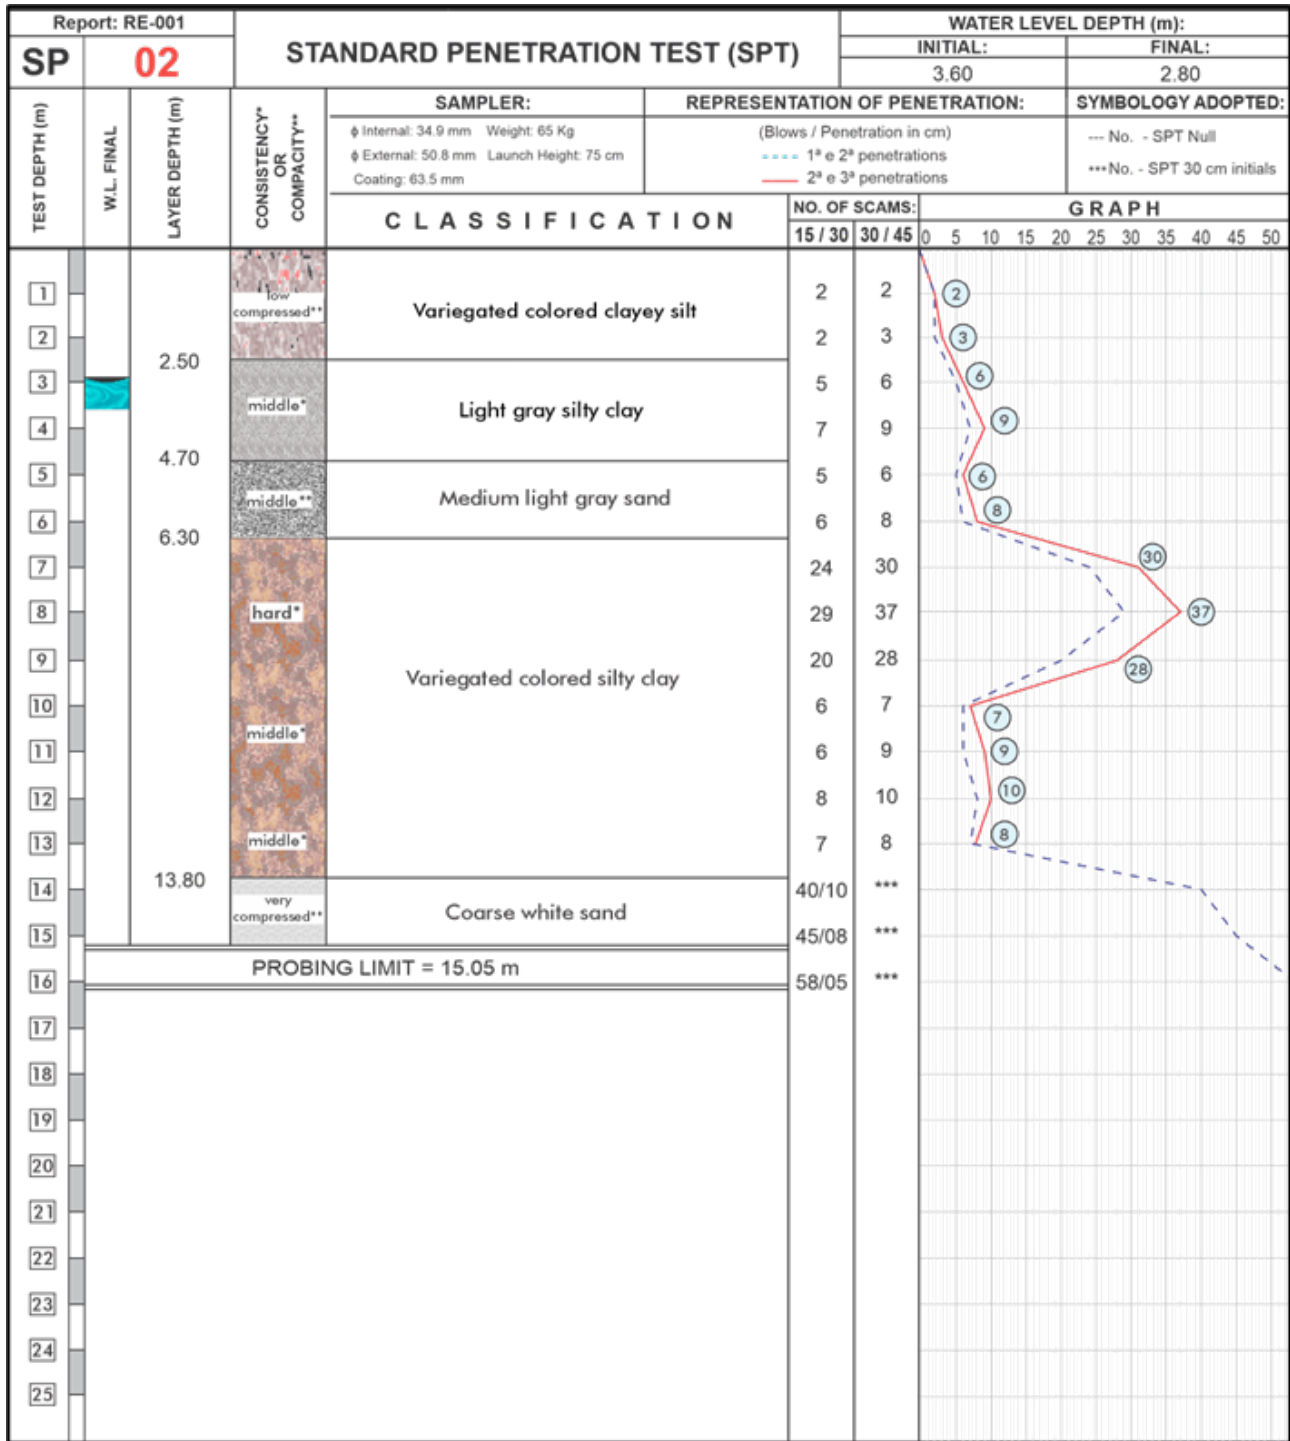 Report: RE-001
SP 02
STANDARD PENETRATION TEST (SPT)
WATER LEVEL DEPTH (m):
INITIAL: FINAL:
3.60 2.80
TEST DEPTH (m)
W.L. FINAL
LAYER DEPTH (m)
CONSISTENCY*
OR
COMPACITY**
SAMPLER:
ϕ Internal: 34.9 mm Weight: 65 Kg
ϕ External: 50.8 mm Launch Height: 75 cm
Coating: 63.5 mm
REPRESENTATION OF PENETRATION:
(Blows / Penetration in cm)
---- 1ª e 2ª penetrations
—— 2ª e 3ª penetrations
SYMBOLOGY ADOPTED:
--- No. - SPT Null
***No. - SPT 30 cm initials
CLASSIFICATION
NO. OF SCAMS:
15 / 30 30 / 45
GRAPH
0 5 10 15 20 25 30 35 40 45 50
1 low compressed** Variegated colored clayey silt 2 2 2
2 2 3 3
2.50
3 5 6 6
middle* Light gray silty clay
4 7 9 9
4.70
5 5 6 6
middle** Medium light gray sand
6 6 8 8
6.30
7 24 30 30
8 hard* 29 37 37
9 20 28 28
Variegated colored silty clay
10 6 7 7
middle*
11 6 9 9
12 8 10 10
13 middle* 7 8 8
13.80
14 40/10 ***
very compressed** Coarse white sand
15 45/08 ***
PROBING LIMIT = 15.05 m
16 58/05 ***
17
18
19
20
21
22
23
24
25